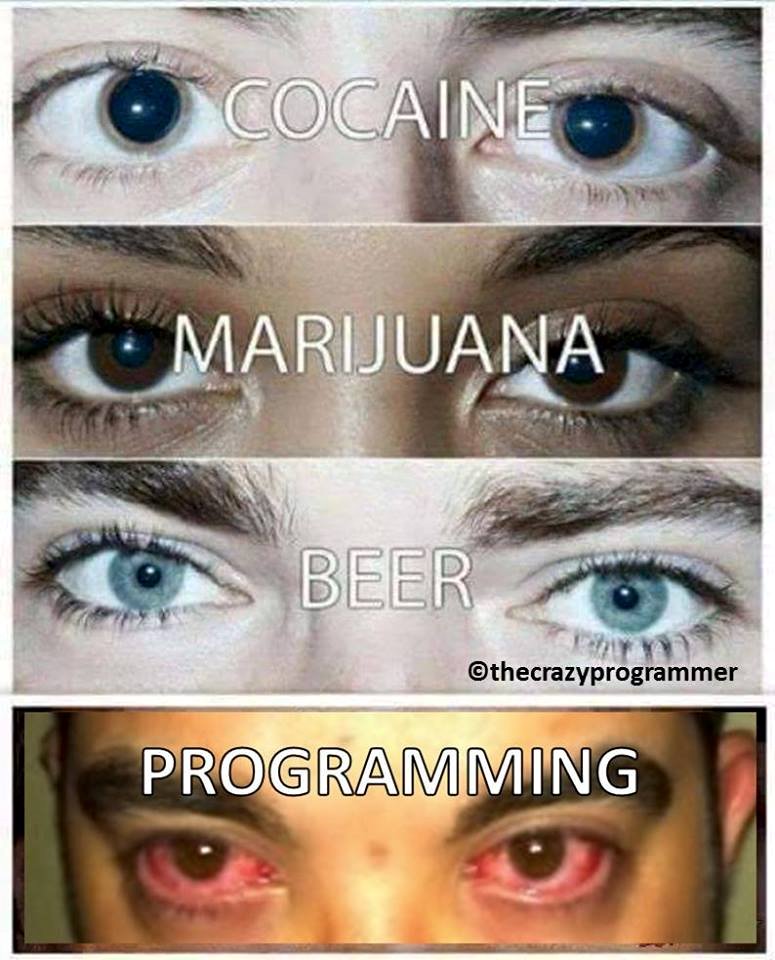 COCAINE
MARIJUANA
BEER
©thecrazyprogrammer
PROGRAMMING